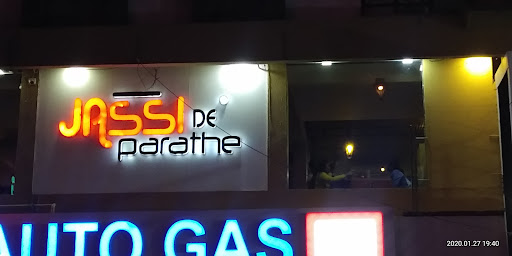 JASSI DE
parathe
AUTO GAS
2020.01.27 19:40